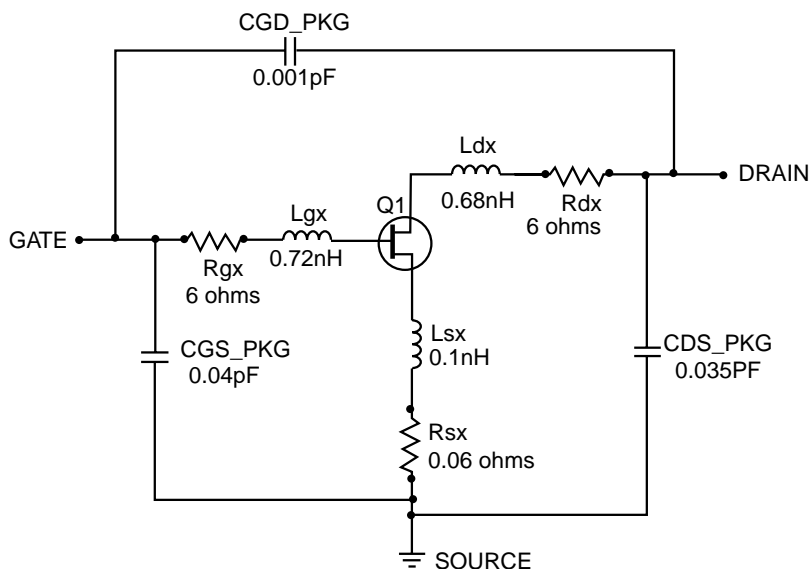 CGD_PKG
0.001pF
Ldx
0.68nH
Rdx
6 ohms
DRAIN
Q1
Lgx
0.72nH
GATE
Rgx
6 ohms
Lsx
0.1nH
CGS_PKG
0.04pF
CDS_PKG
0.035PF
Rsx
0.06 ohms
SOURCE